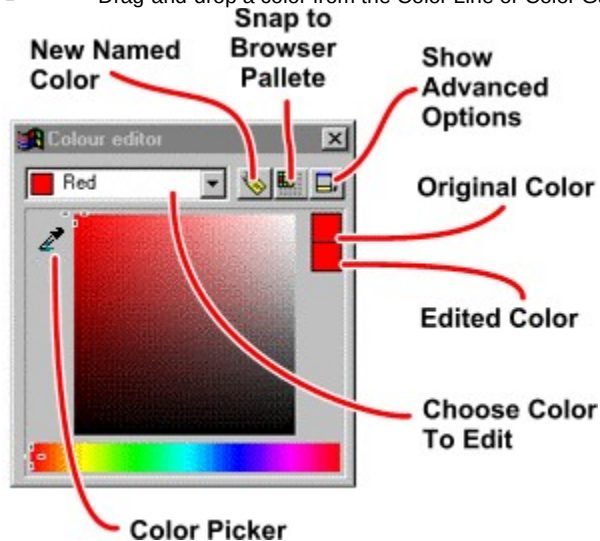 Drag-and-drop a color from the Color Line or Color Ga
Snap to
Browser
Pallete
New Named
Color
Show
Advanced
Options
Colour editor
Red
Original Color
Edited Color
Choose Color
To Edit
Color Picker